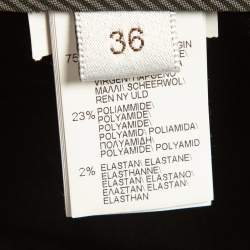 36
75
GIN
VIRGEN
ΜΑΛΛΙ SCHEERWOL
REN NY ULD
23% POLIAMMIDE\
POLYAMIDE\
POLYAMID\
POLYAMID POLIAMIDA\
ΠΟΛΥΑΜΙΔΗ\
POLYAMID POLYAMIDE\
2% ELASTAN\ ELASTANE\
ELASTHANNE\
ELASTAN\ ELASTANO\
ΕΛΑΣΤΑΝ\ ELASTAN\
ELASTHAN